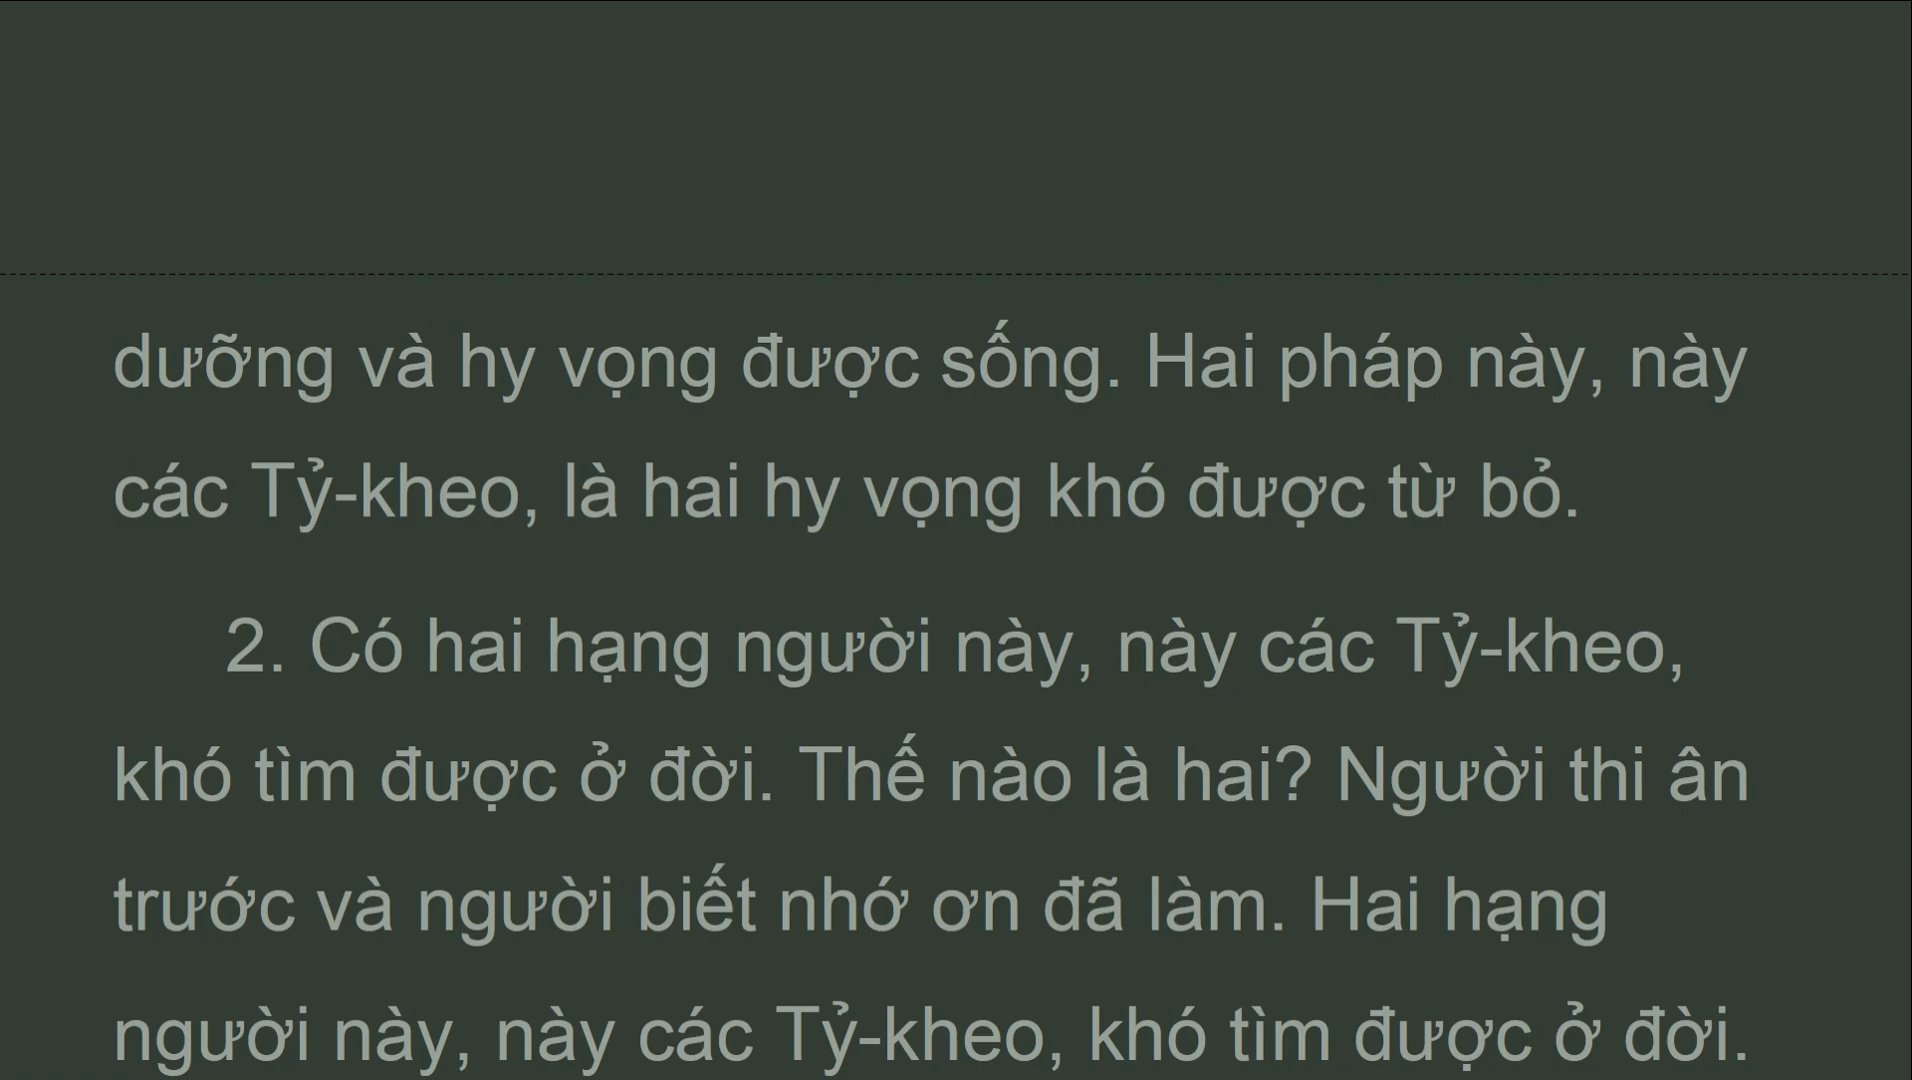 dưỡng và hy vọng được sống. Hai pháp này, này
các Tỷ-kheo, là hai hy vọng khó được từ bỏ.
2. Có hai hạng người này, này các Tỷ-kheo,
khó tìm được ở đời. Thế nào là hai? Người thi ân
trước và người biết nhớ ơn đã làm. Hai hạng
người này, này các Tỷ-kheo, khó tìm được ở đời.